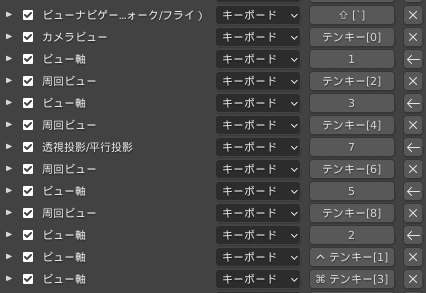 ビューナビゲー...ォーク/フライ) キーボード ⇧ [`]
カメラビュー キーボード テンキー[0]
ビュー軸 キーボード 1
周回ビュー キーボード テンキー[2]
ビュー軸 キーボード 3
周回ビュー キーボード テンキー[4]
透視投影/平行投影 キーボード 7
周回ビュー キーボード テンキー[6]
ビュー軸 キーボード 5
周回ビュー キーボード テンキー[8]
ビュー軸 キーボード 2
ビュー軸 キーボード ^ テンキー[1]
ビュー軸 キーボード ⌘ テンキー[3]